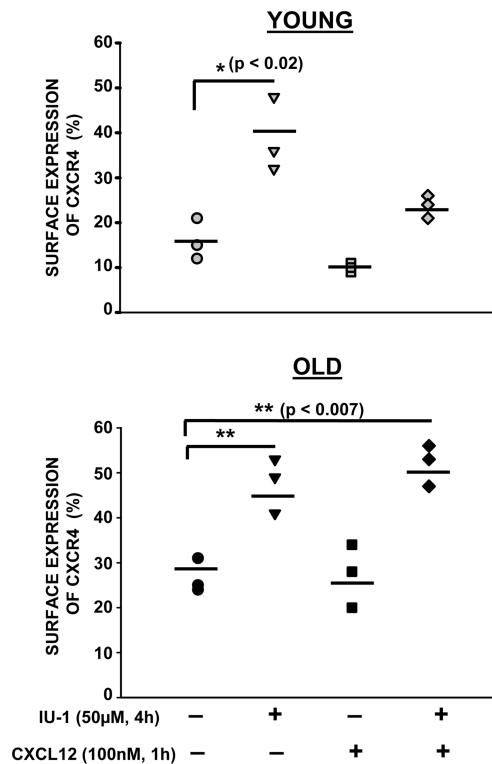 YOUNG
* (p < 0.02)
SURFACE EXPRESSION
OF CXCR4 (%)
60
50
40
30
20
10
0
OLD
** (p < 0.007)
**
SURFACE EXPRESSION
OF CXCR4 (%)
60
50
40
30
20
10
0
IU-1 (50µM, 4h) − + − +
CXCL12 (100nM, 1h) − − + +